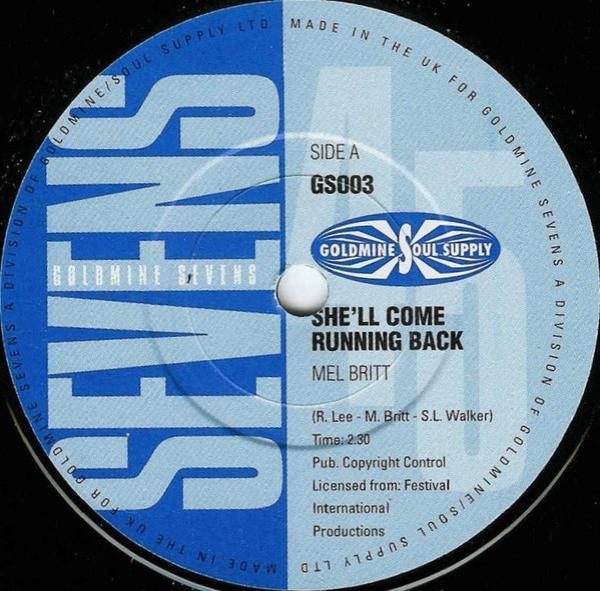 MADE IN THE UK FOR GOLDMINE SEVENS A DIVISION OF GOLDMINE/SOUL SUPPLY LTD
MADE IN THE UK FOR GOLDMINE SEVENS A DIVISION OF GOLDMINE/SOUL SUPPLY LTD
SEVENS
GOLDMINE SEVENS
45
SIDE A
GS003
GOLDMINE SOUL SUPPLY
SHE'LL COME
RUNNING BACK
MEL BRITT
(R. Lee - M. Britt - S.L. Walker)
Time: 2.30
Pub. Copyright Control
Licensed from: Festival
International
Productions